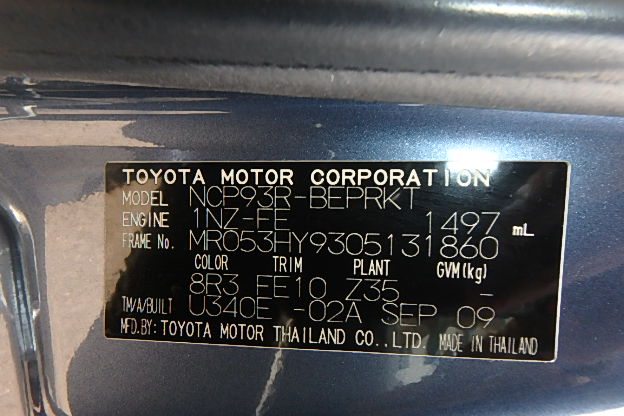 TOYOTA MOTOR CORPORATION
MODEL NCP93R-BEPRKT
ENGINE 1NZ-FE 1497 mL
FRAME No. MR053HY9305131860
COLOR TRIM PLANT GVM(kg)
8R3 FE10 Z35 -
TM/A/BUILT U340E -02A SEP 09
MFD.BY: TOYOTA MOTOR THAILAND CO.,LTD. MADE IN THAILAND